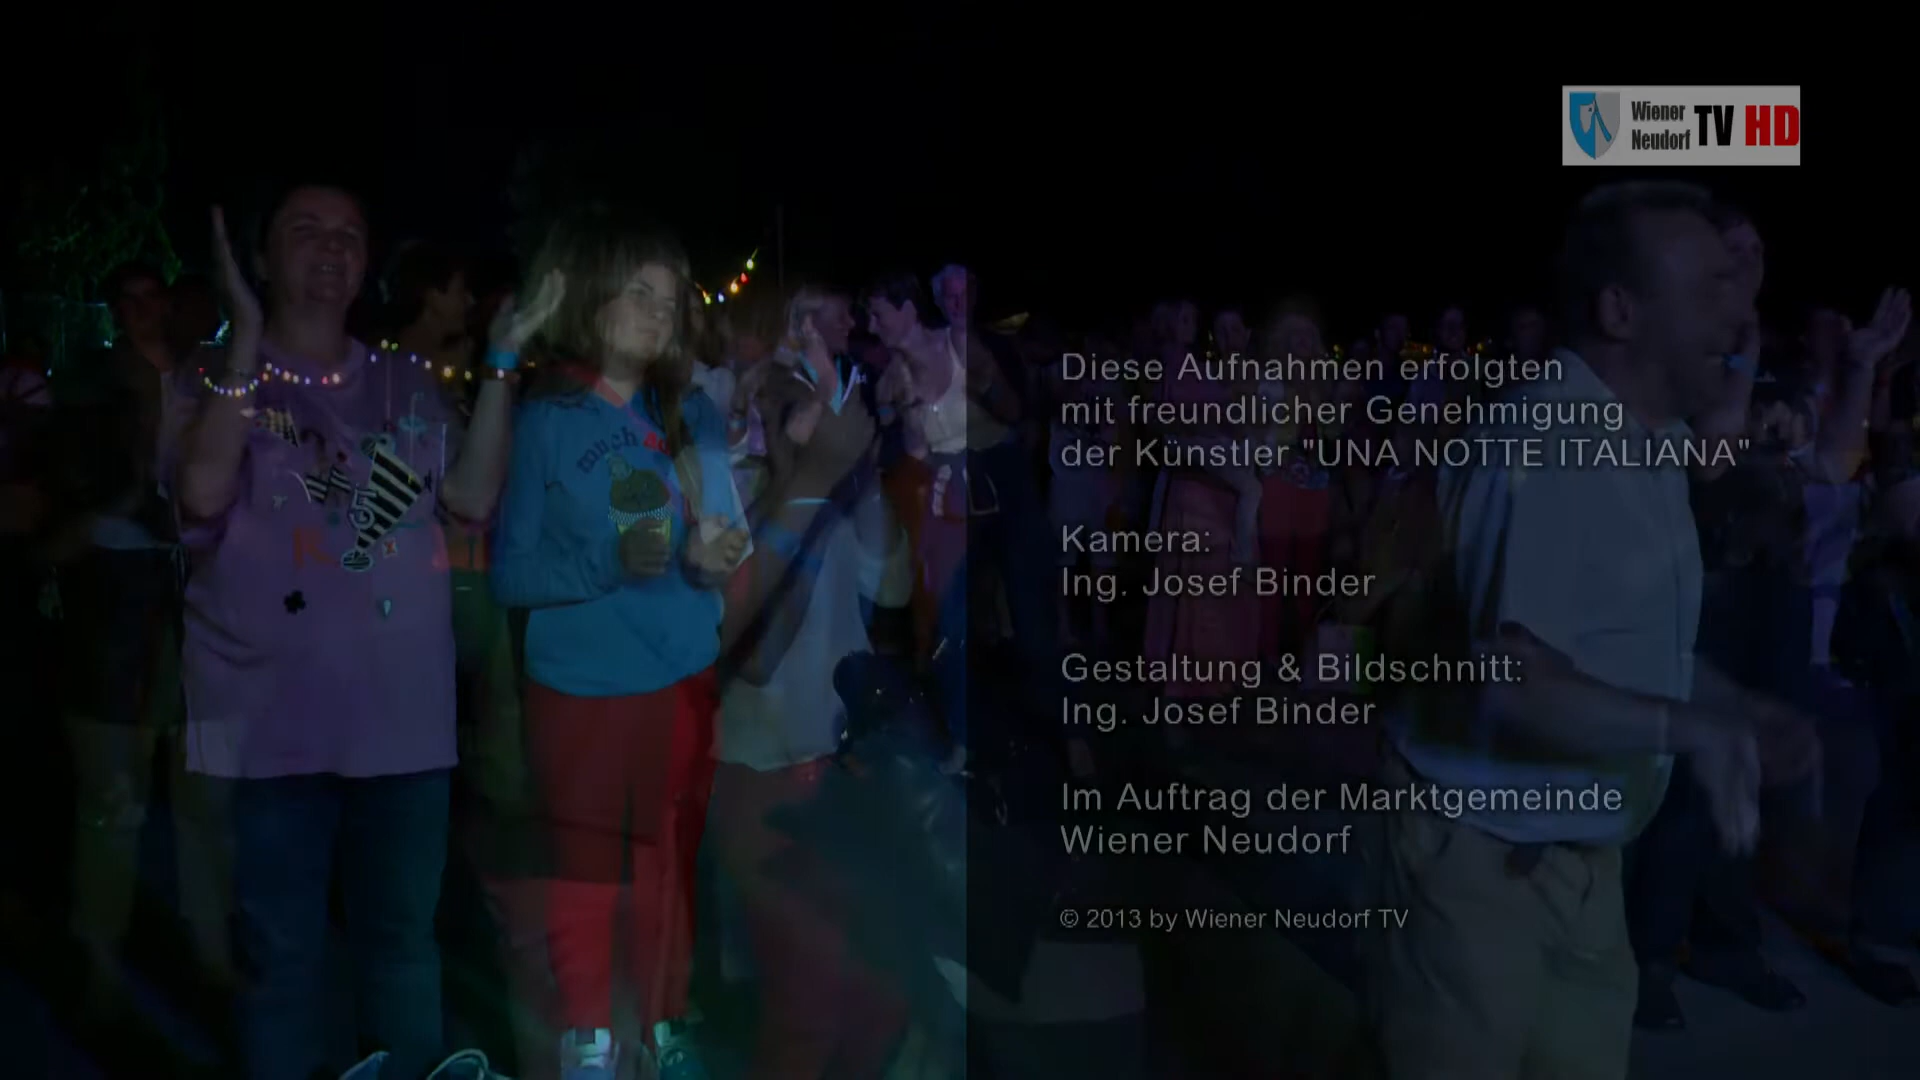 Wiener
Neudorf TV HD
much
Diese Aufnahmen erfolgten
mit freundlicher Genehmigung
der Künstler "UNA NOTTE ITALIANA"
Kamera:
Ing. Josef Binder
Gestaltung & Bildschnitt:
Ing. Josef Binder
Im Auftrag der Marktgemeinde
Wiener Neudorf
© 2013 by Wiener Neudorf TV